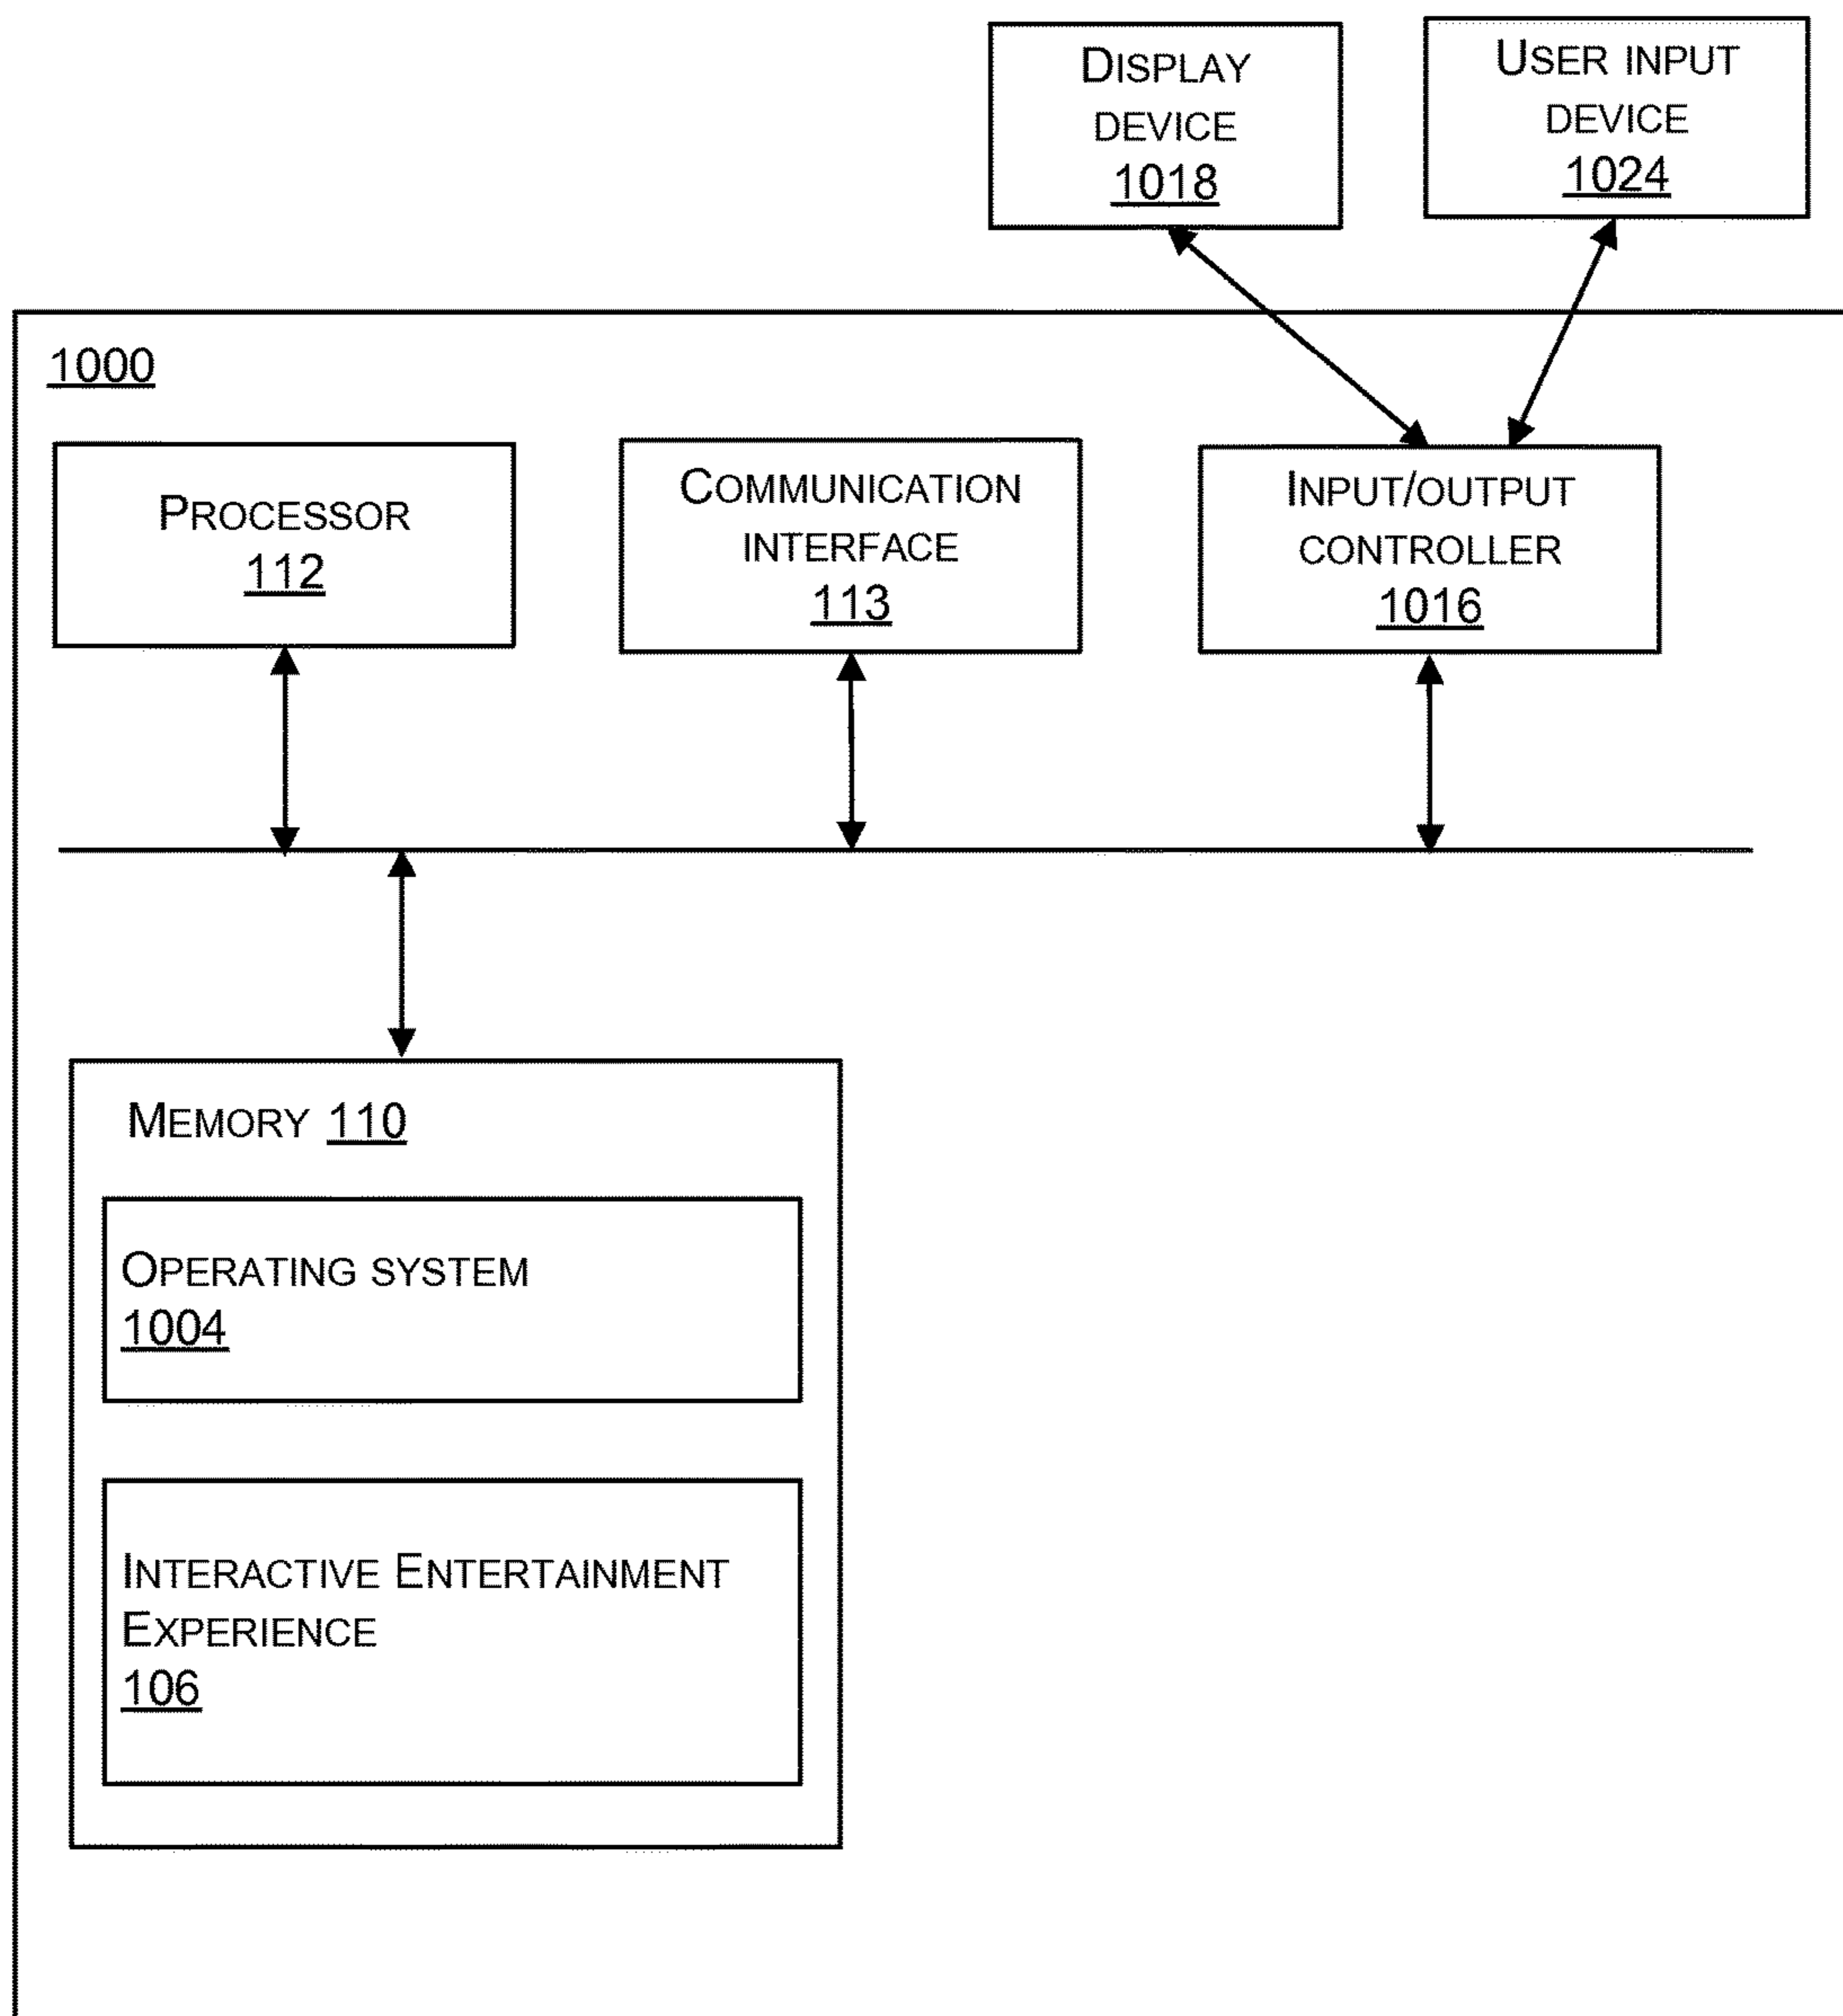 DISPLAY
DEVICE
1018
USER INPUT
DEVICE
1024
1000
PROCESSOR
112
COMMUNICATION
INTERFACE
113
INPUT/OUTPUT
CONTROLLER
1016
MEMORY 110
OPERATING SYSTEM
1004
INTERACTIVE ENTERTAINMENT
EXPERIENCE
106